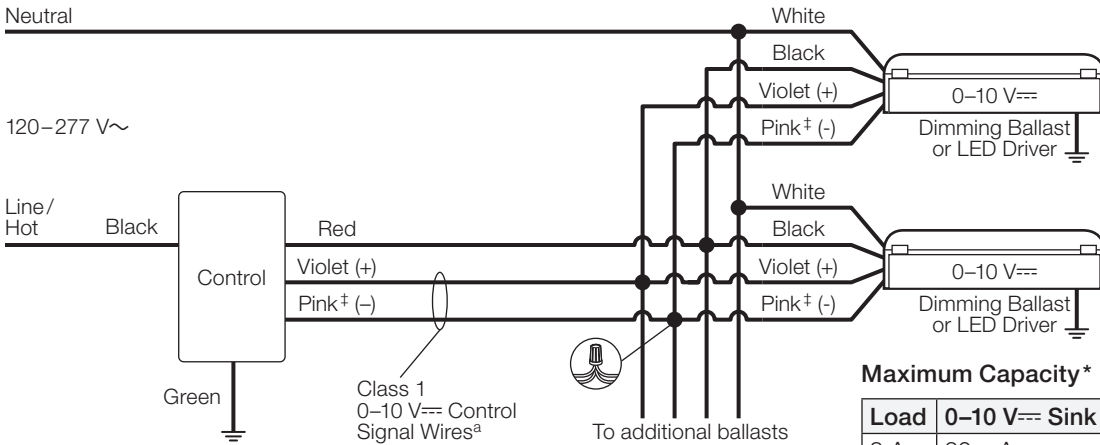 Neutral
White
Black
Violet (+)
Pink‡ (-)
0–10 V⎓
Dimming Ballast
or LED Driver
120–277 V~
Line/
Hot
Black
Control
Red
Violet (+)
Pink‡ (–)
Green
Class 1
0–10 V⎓ Control
Signal Wiresª
White
Black
Violet (+)
Pink‡ (-)
0–10 V⎓
Dimming Ballast
or LED Driver
To additional ballasts
Maximum Capacity*
Load 0–10 V⎓ Sink